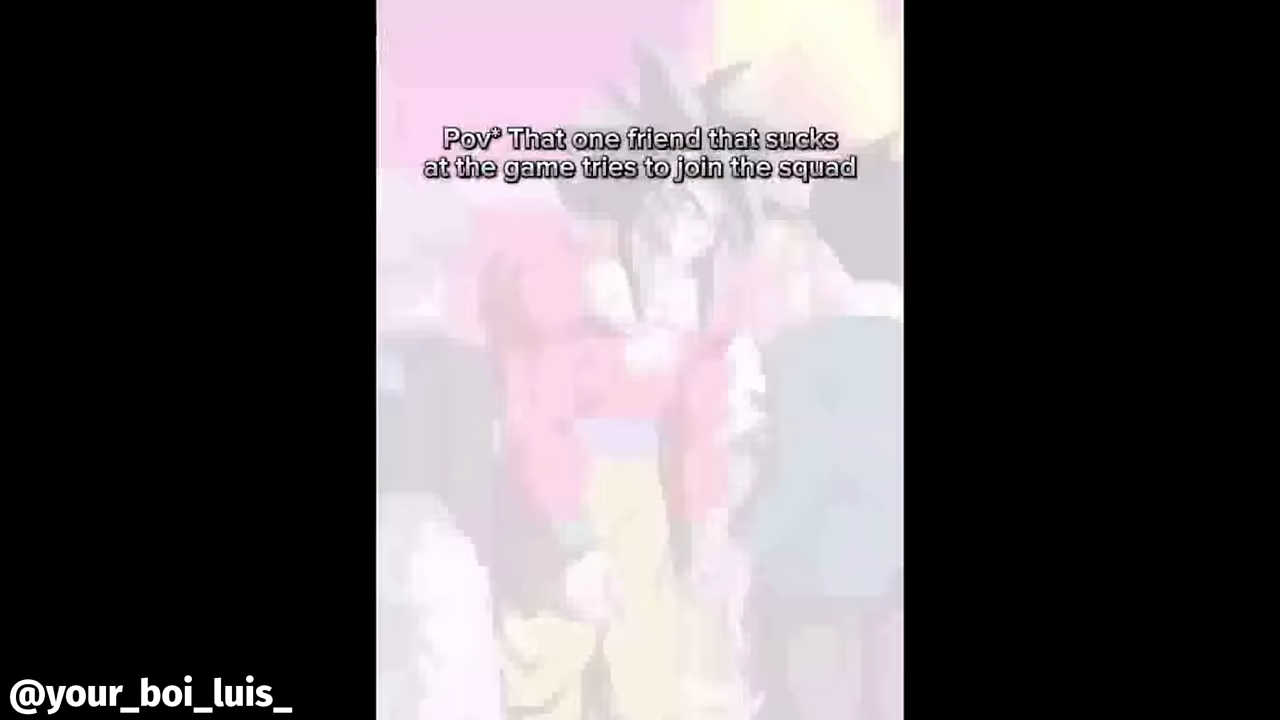 Pov* That one friend that sucks
at the game tries to join the squad
@your_boi_luis_